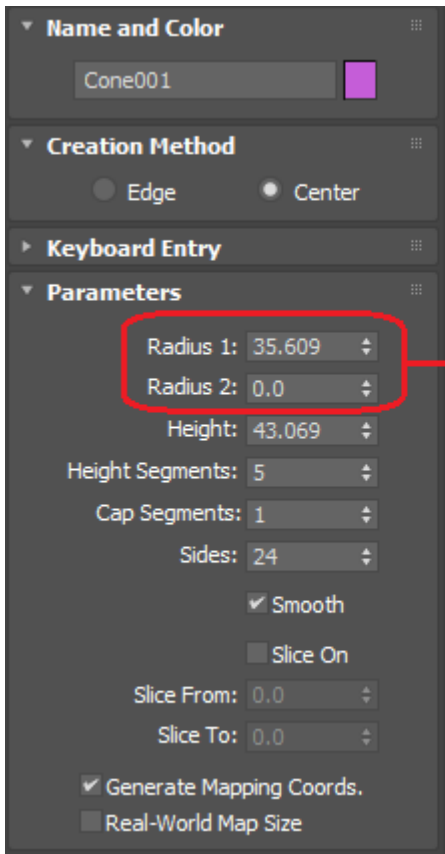 Name and Color
Cone001
Creation Method
Edge Center
Keyboard Entry
Parameters
Radius 1: 35.609
Radius 2: 0.0
Height: 43.069
Height Segments: 5
Cap Segments: 1
Sides: 24
Smooth
Slice On
Slice From: 0.0
Slice To: 0.0
Generate Mapping Coords.
Real-World Map Size